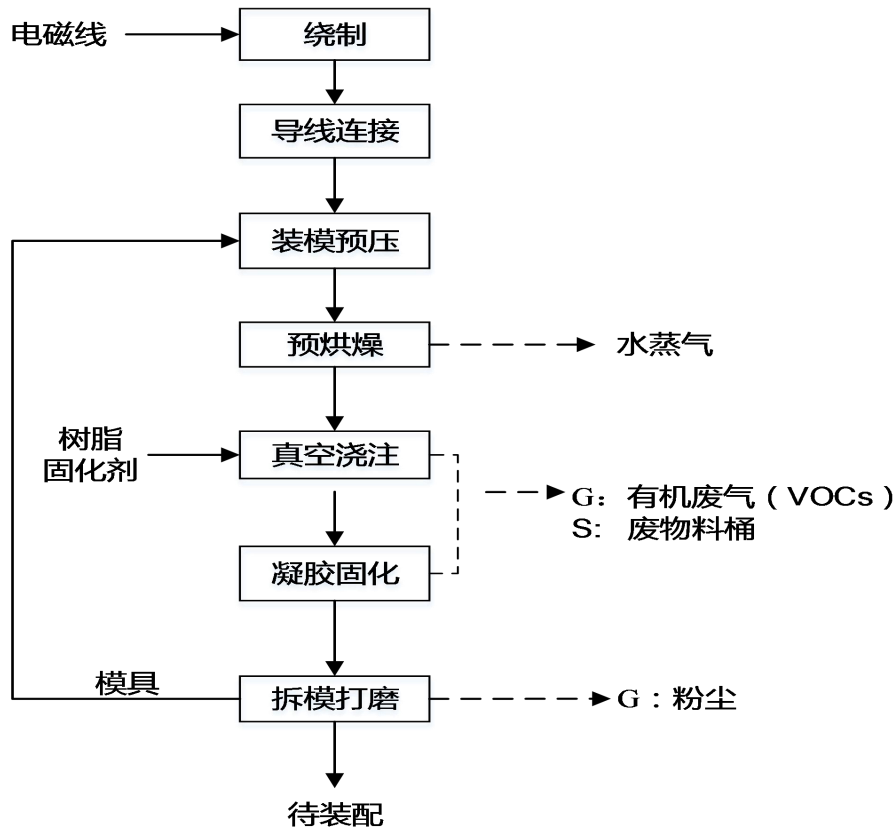 电磁线
绕制
导线连接
装模预压
预烘燥
水蒸气
树脂
固化剂
真空浇注
G：有机废气（VOCs）
S: 废物料桶
凝胶固化
模具
拆模打磨
G：粉尘
待装配